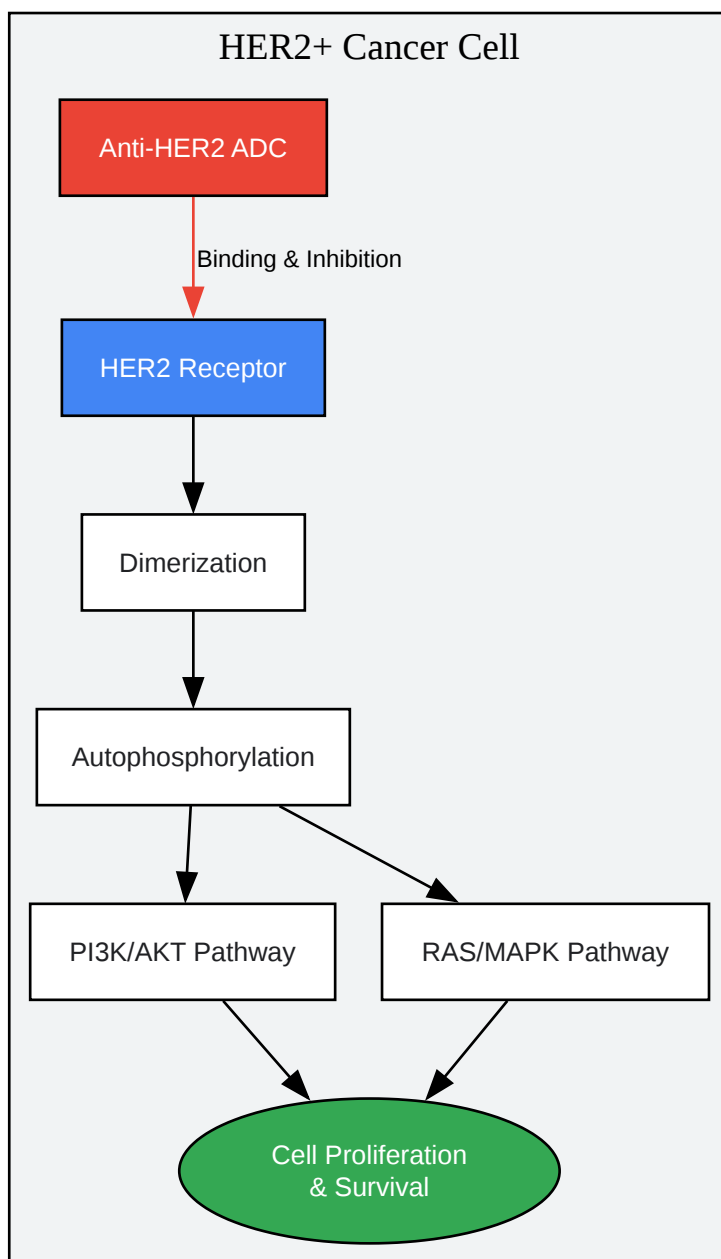 HER2+ Cancer Cell
Anti-HER2 ADC
Binding & Inhibition
HER2 Receptor
Dimerization
Autophosphorylation
PI3K/AKT Pathway
RAS/MAPK Pathway
Cell Proliferation
& Survival